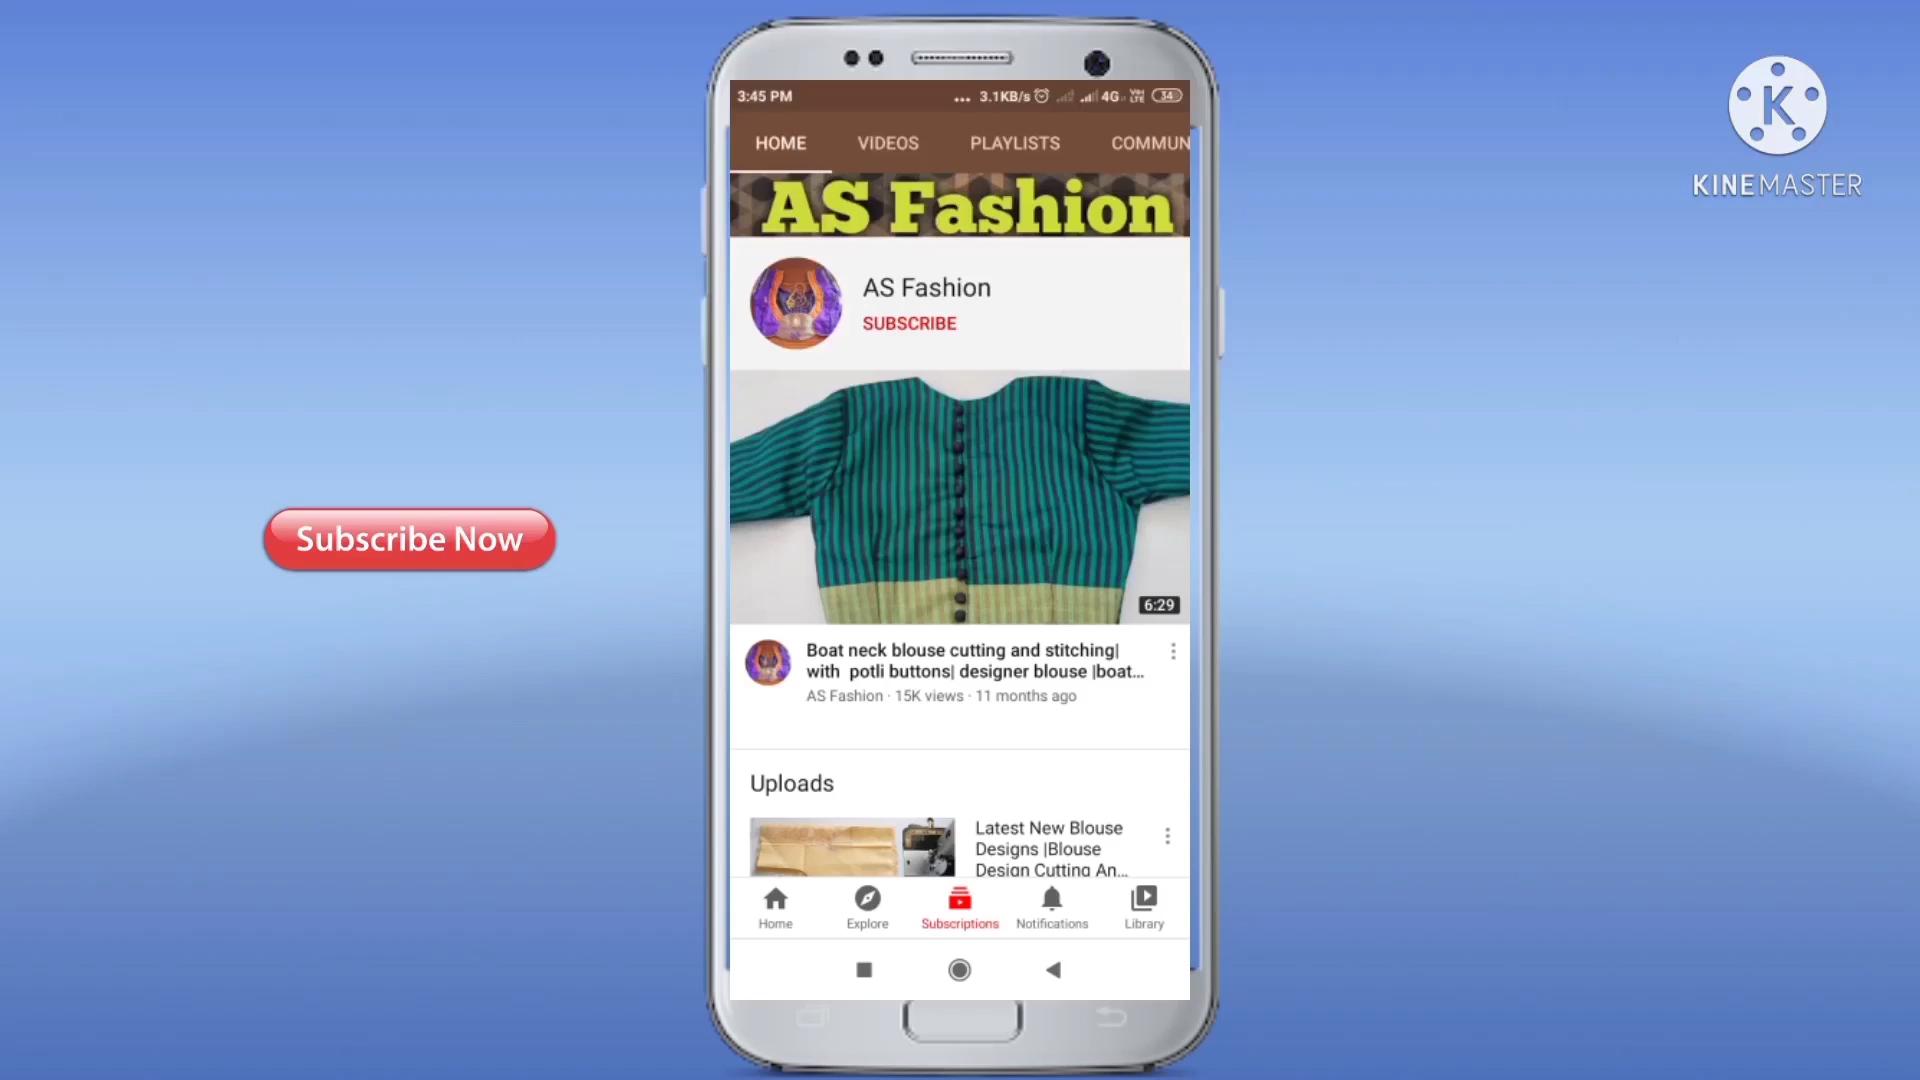 3:45 PM
... 3.1KB/s 4G 34
HOME VIDEOS PLAYLISTS COMMUN
AS Fashion
AS Fashion
SUBSCRIBE
6:29
Boat neck blouse cutting and stitching|
with potli buttons| designer blouse |boat...
AS Fashion · 15K views · 11 months ago
Uploads
Latest New Blouse
Designs |Blouse
Design Cutting An...
Home Explore Subscriptions Notifications Library
Subscribe Now
K
KINEMASTER